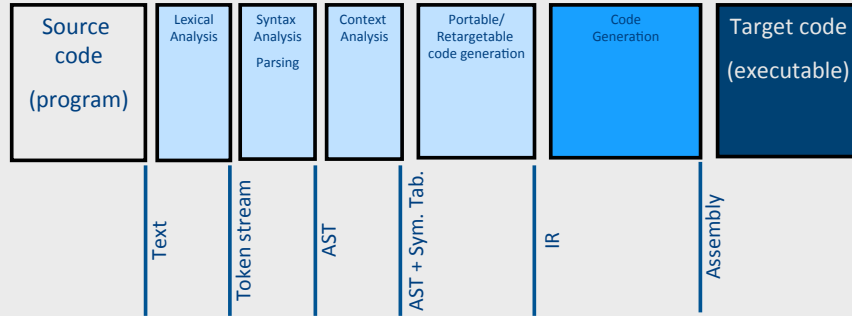 Source
code
(program)
Lexical
Analysis
Syntax
Analysis
Parsing
Context
Analysis
Portable/
Retargetable
code generation
Code
Generation
Target code
(executable)
Text
Token stream
AST
AST + Sym. Tab.
IR
Assembly